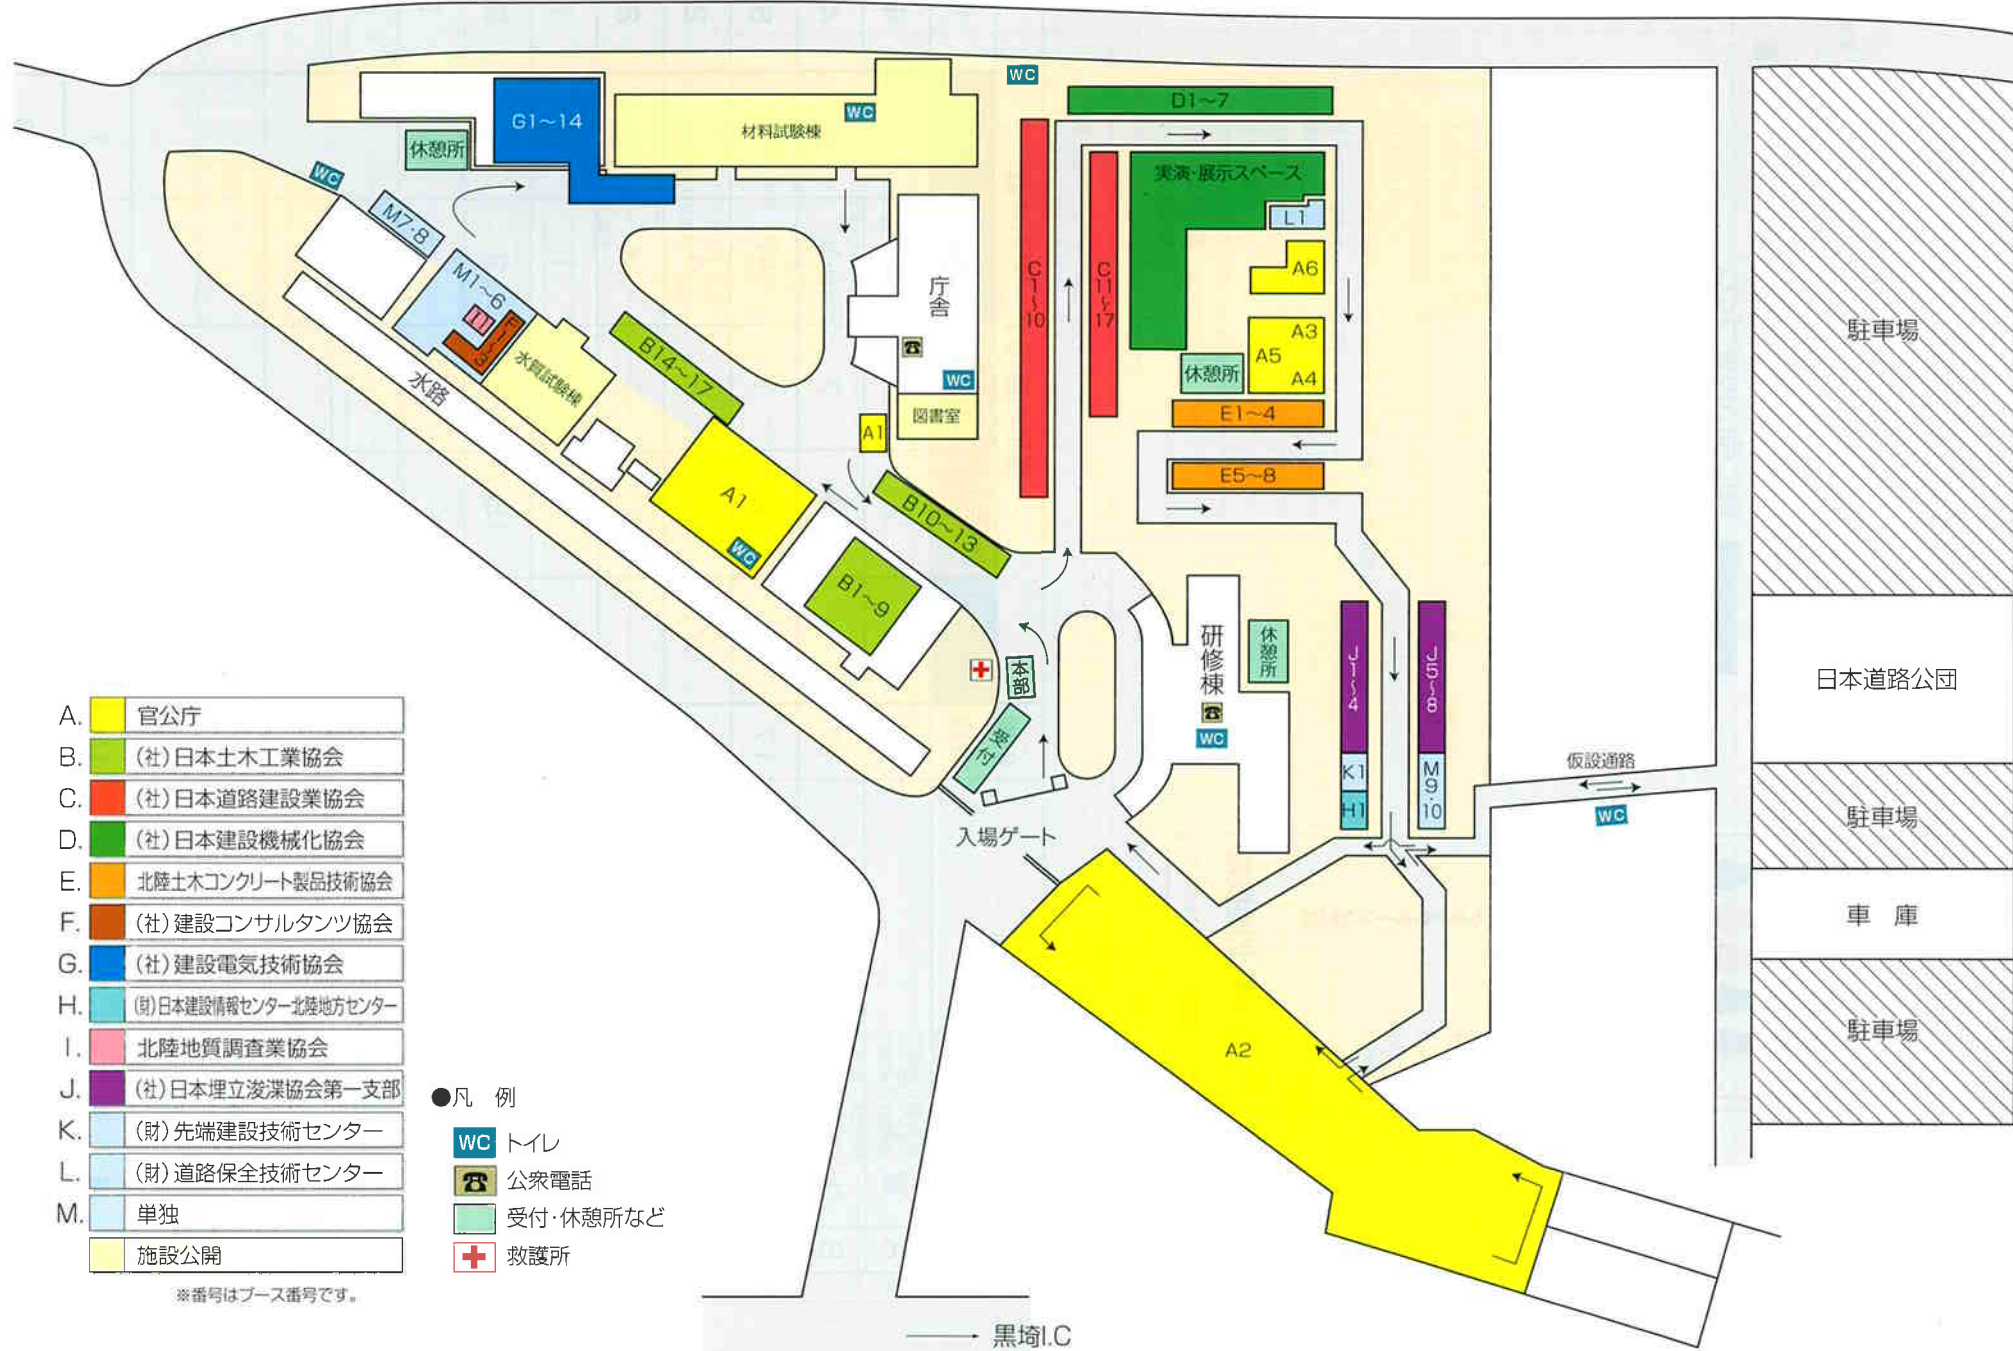 WC
D1～7
G1～14
WC
材料試験棟
休憩所
WC
実演・展示スペース
M7・8
L1
M1～6
A6
C1～10
C11～17
庁舎
I1
F1～3
A3
駐車場
B14～17
水質試験棟
A5
休憩所
A4
水路
WC
図書室
E1～4
A1
E5～8
A1
B10～13
WC
B1～9
研修棟
休憩所
J1～4
J5～8
本部
日本道路公団
受付
WC
仮設通路
K1
M9・10
H1
WC
駐車場
入場ゲート
車　庫
駐車場
A2
A. 官公庁
B. (社)日本土木工業協会
C. (社)日本道路建設業協会
D. (社)日本建設機械化協会
E. 北陸土木コンクリート製品技術協会
F. (社)建設コンサルタンツ協会
G. (社)建設電気技術協会
H. (財)日本建設情報センター北陸地方センター
I. 北陸地質調査業協会
J. (社)日本埋立浚渫協会第一支部
K. (財)先端建設技術センター
L. (財)道路保全技術センター
M. 単独
施設公開
※番号はブース番号です。
●凡　例
WC トイレ
公衆電話
受付・休憩所など
救護所
黒埼I.C